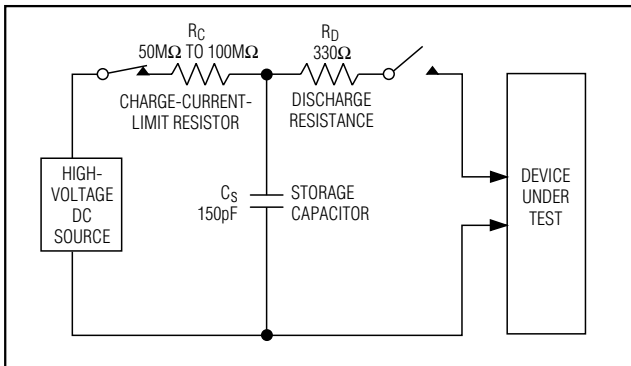 R_C
50MΩ TO 100MΩ
CHARGE-CURRENT-
LIMIT RESISTOR
R_D
330Ω
DISCHARGE
RESISTANCE
HIGH-
VOLTAGE
DC
SOURCE
C_S
150pF
STORAGE
CAPACITOR
DEVICE
UNDER
TEST